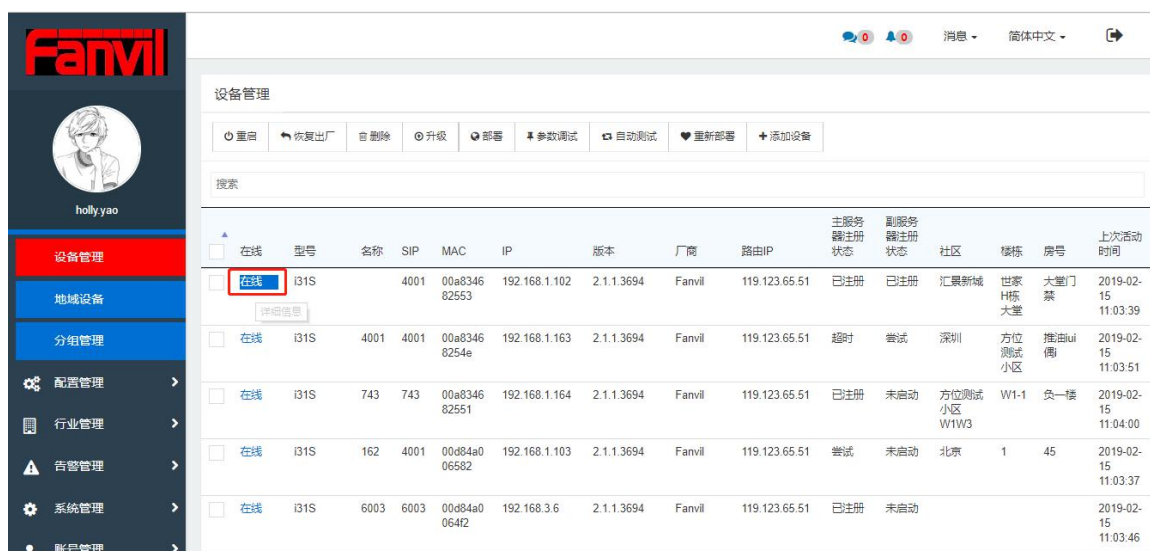 Fanvil
0 0 消息 简体中文
holly.yao
设备管理
地域设备
分组管理
配置管理
行业管理
告警管理
系统管理
账号管理
设备管理
重启 恢复出厂 删除 升级 部署 参数调试 自动测试 重新部署 添加设备
搜索
在线 型号 名称 SIP MAC IP 版本 厂商 路由IP 主服务器注册状态 副服务器注册状态 社区 楼栋 房号 上次活动时间
在线 i31S 4001 00a834682553 192.168.1.102 2.1.1.3694 Fanvil 119.123.65.51 已注册 已注册 汇景新城 世家H栋大堂 大堂门禁 2019-02-15 11:03:39
详细信息
在线 i31S 4001 4001 00a83468254e 192.168.1.163 2.1.1.3694 Fanvil 119.123.65.51 超时 尝试 深圳 方位测试小区 推油iui偶i 2019-02-15 11:03:51
在线 i31S 743 743 00a834682551 192.168.1.164 2.1.1.3694 Fanvil 119.123.65.51 已注册 未启动 方位测试小区W1W3 W1-1 负一楼 2019-02-15 11:04:00
在线 i31S 162 4001 00d84a006582 192.168.1.103 2.1.1.3694 Fanvil 119.123.65.51 尝试 未启动 北京 1 45 2019-02-15 11:03:37
在线 i31S 6003 6003 00d84a0064f2 192.168.3.6 2.1.1.3694 Fanvil 119.123.65.51 已注册 未启动 2019-02-15 11:03:46